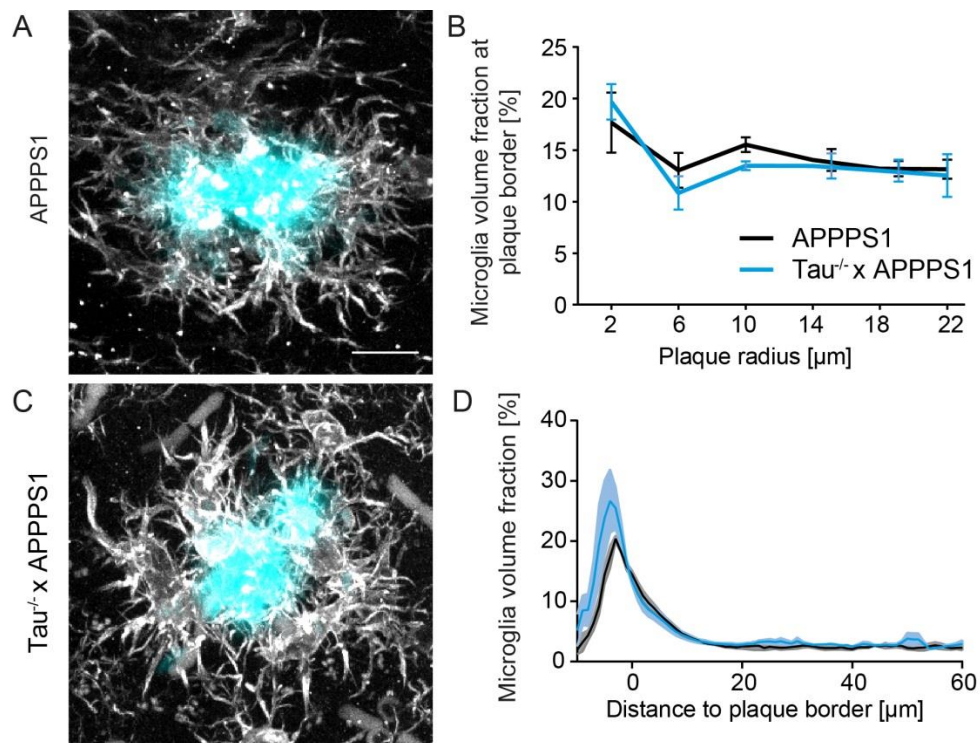 A
APPPS1
B
Microglia volume fraction at
plaque border [%]
25
20
15
10
5
0
APPPS1
Tau-/- x APPPS1
2 6 10 14 18 22
Plaque radius [µm]
C
Tau-/- x APPPS1
D
Microglia volume fraction [%]
40
30
20
10
0
0 20 40 60
Distance to plaque border [µm]